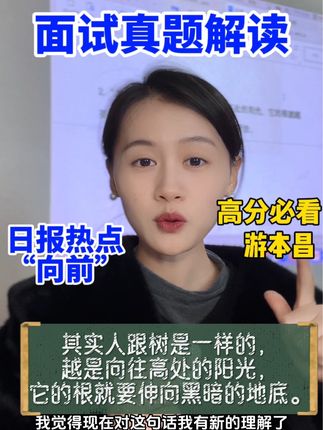 面试真题解读
日报热点
“向前”
高分必看
游本昌
其实人跟树是一样的，
越是向往高处的阳光，
它的根就要伸向黑暗的地底。
我觉得现在对这句话我有新的理解了